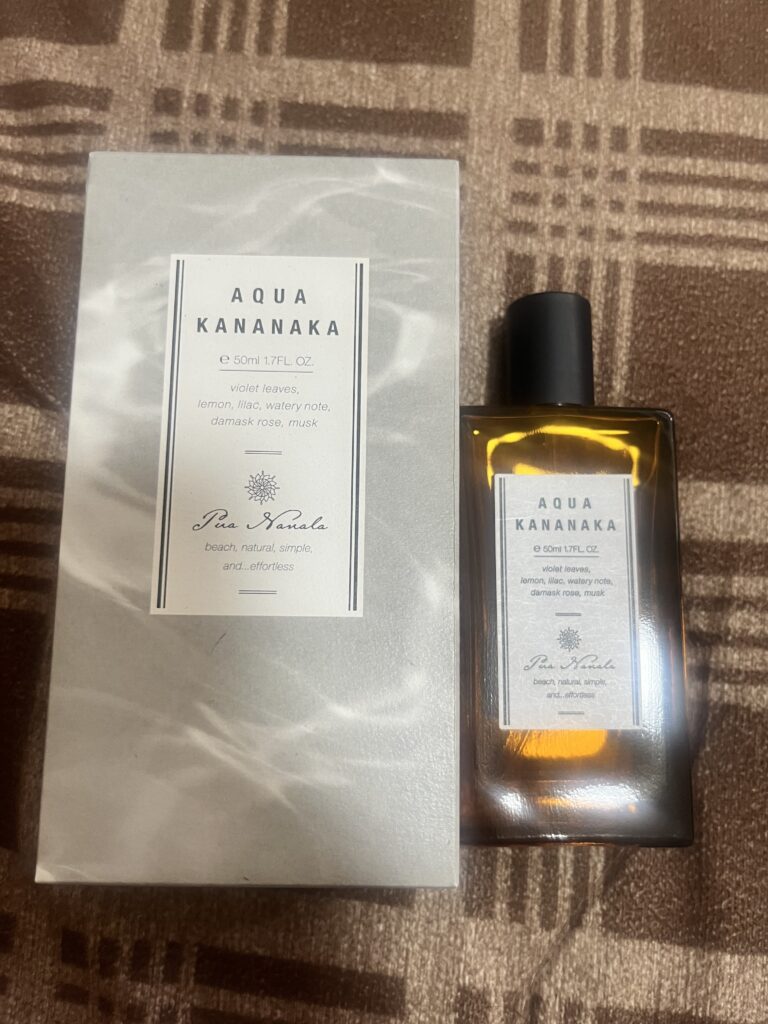 AQUA
KANANAKA
℮ 50ml 1.7FL. OZ.
violet leaves,
lemon, lilac, watery note,
damask rose, musk
Pua Nanala
beach, natural, simple,
and...effortless
AQUA
KANANAKA
℮ 50ml 1.7FL. OZ.
violet leaves,
lemon, lilac, watery note,
damask rose, musk
Pua Nanala
beach, natural, simple,
and...effortless